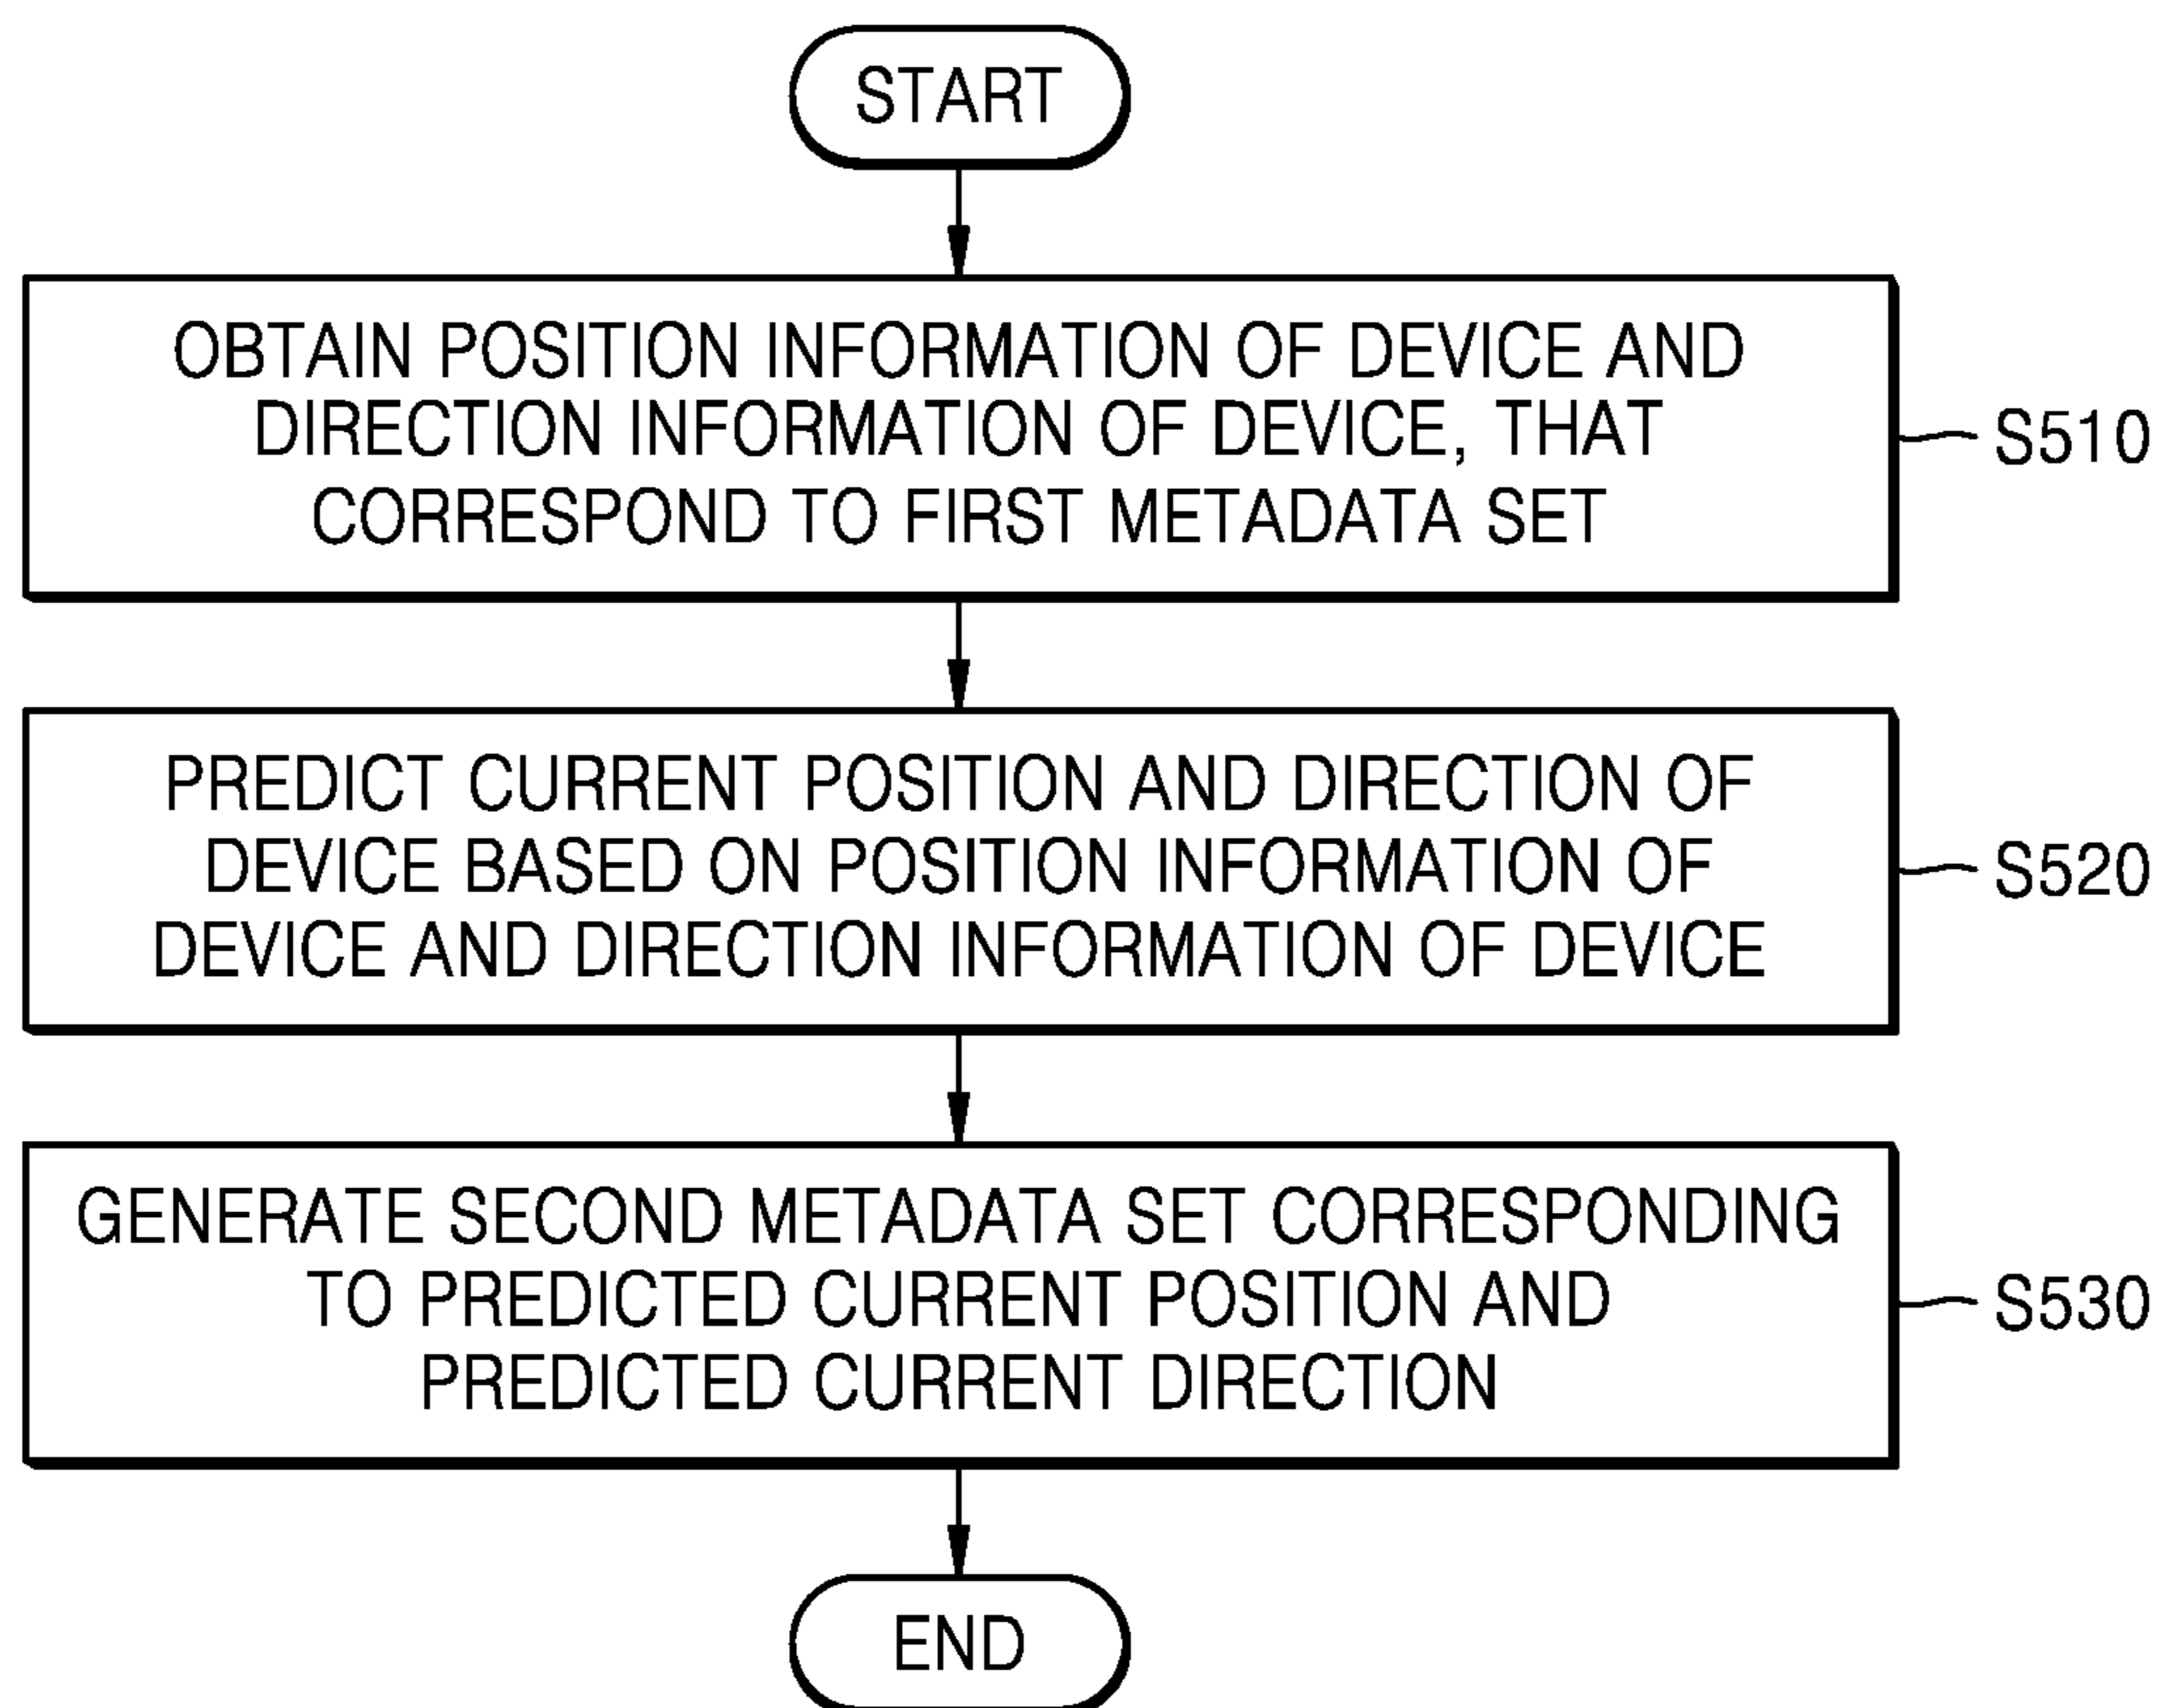 START
OBTAIN POSITION INFORMATION OF DEVICE AND
DIRECTION INFORMATION OF DEVICE, THAT
CORRESPOND TO FIRST METADATA SET
S510
PREDICT CURRENT POSITION AND DIRECTION OF
DEVICE BASED ON POSITION INFORMATION OF
DEVICE AND DIRECTION INFORMATION OF DEVICE
S520
GENERATE SECOND METADATA SET CORRESPONDING
TO PREDICTED CURRENT POSITION AND
PREDICTED CURRENT DIRECTION
S530
END